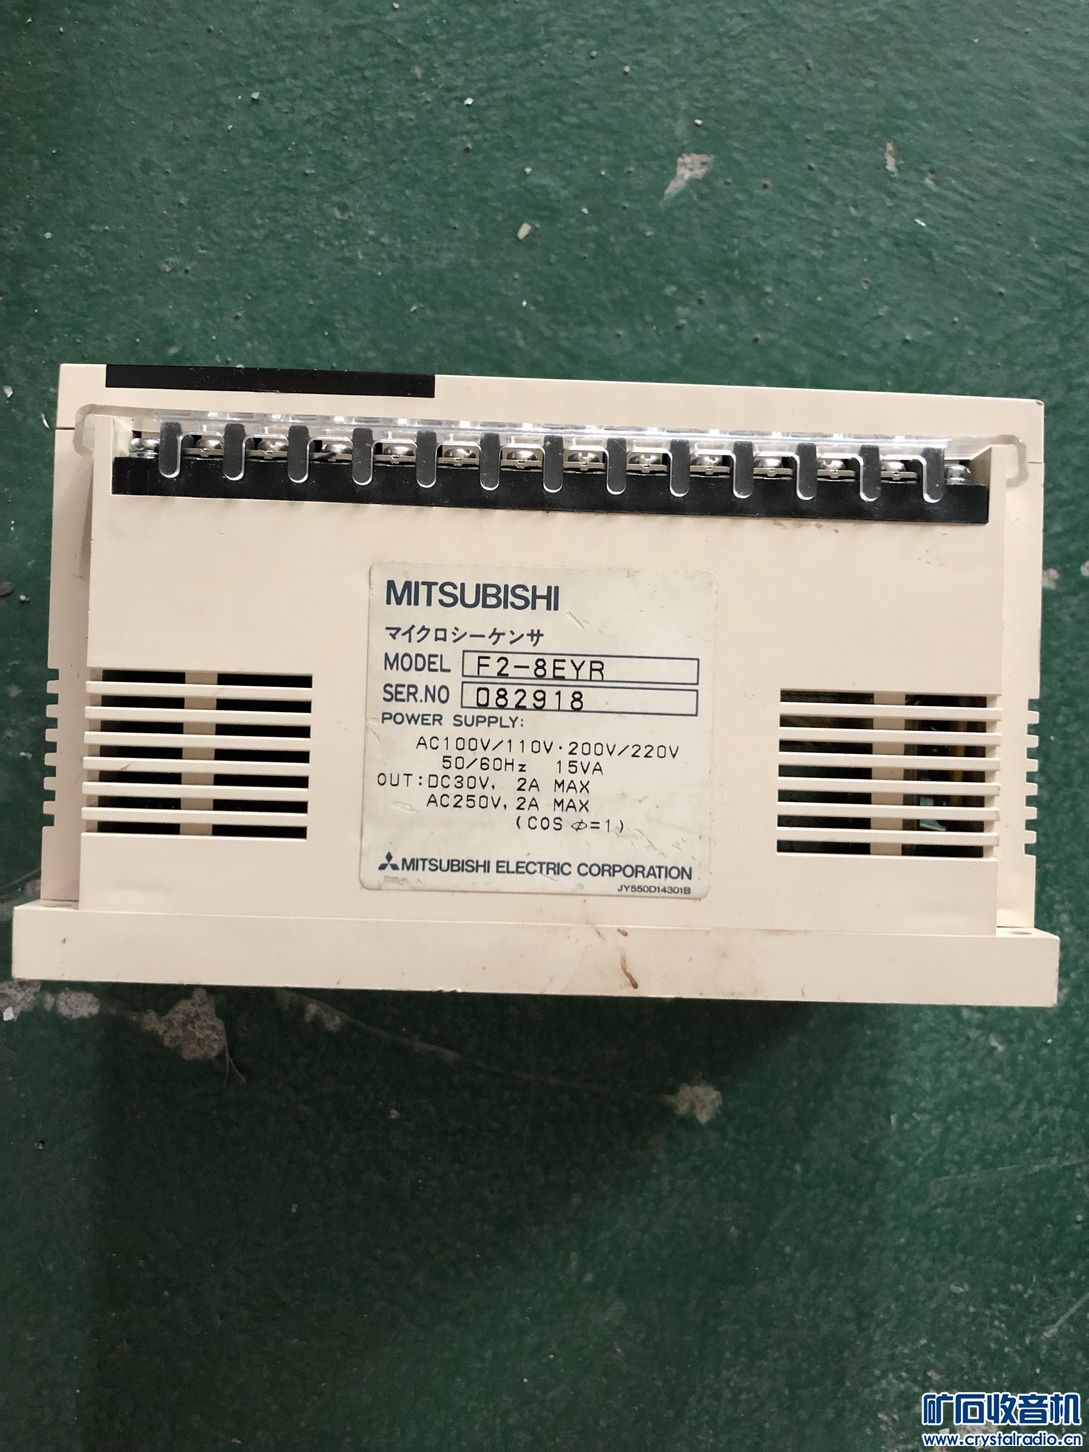 MITSUBISHI
マイクロシーケンサ
MODEL F2-8EYR
SER.NO 082918
POWER SUPPLY:
AC100V/110V·200V/220V
50/60Hz 15VA
OUT:DC30V, 2A MAX
AC250V, 2A MAX
(COS φ=1)
MITSUBISHI ELECTRIC CORPORATION
JY550D14301B
矿石收音机
www.crystalradio.cn